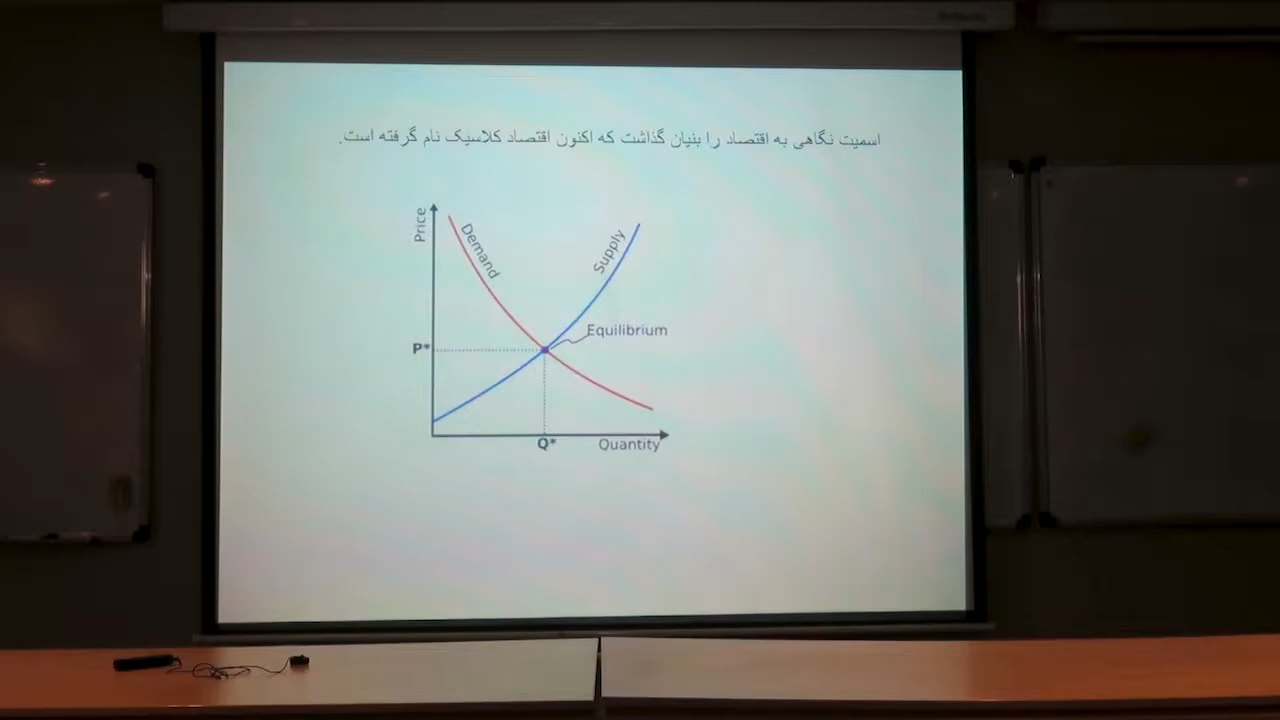 اسمیت نگاهی به اقتصاد را بنیان گذاشت که اکنون اقتصاد کلاسیک نام گرفته است.
Price
Demand
Supply
Equilibrium
P*
Q*
Quantity